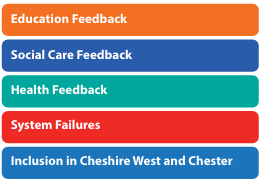 Education Feedback
Social Care Feedback
Health Feedback
System Failures
Inclusion in Cheshire West and Chester